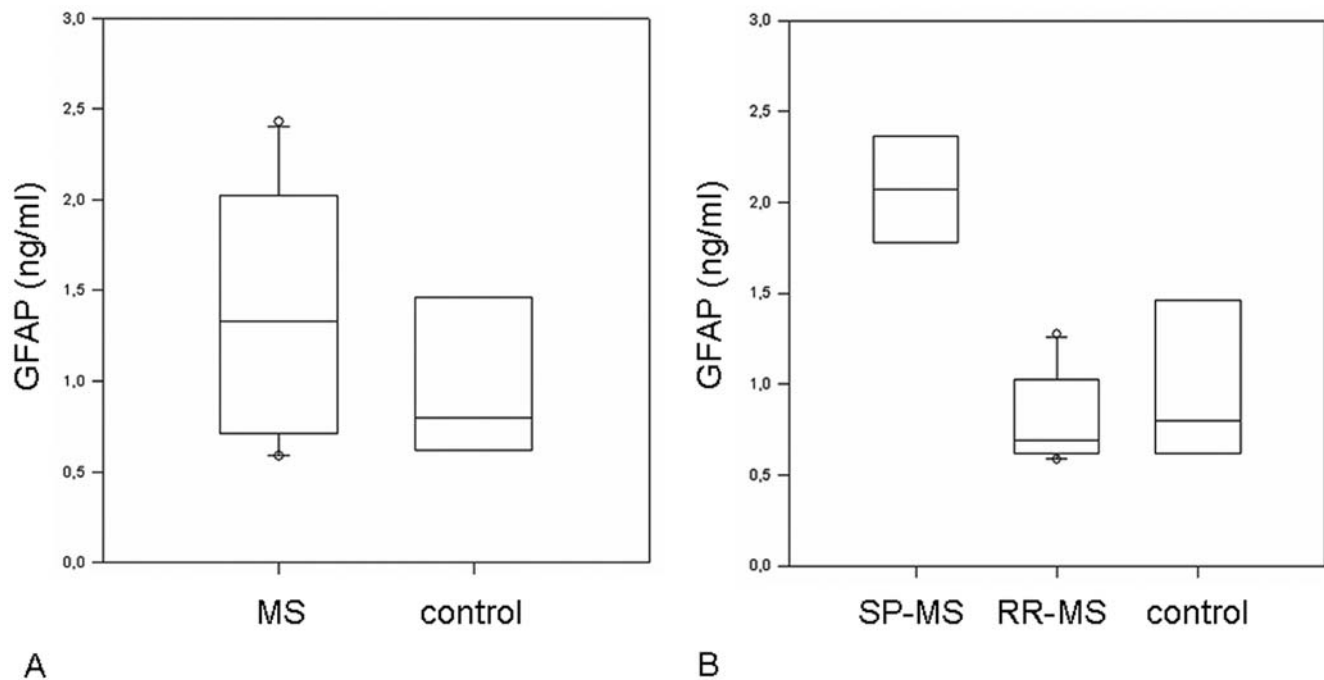 3,0
2,5
2,0
1,5
1,0
0,5
0,0
GFAP (ng/ml)
MS control
A
3,0
2,5
2,0
1,5
1,0
0,5
0,0
GFAP (ng/ml)
SP-MS RR-MS control
B